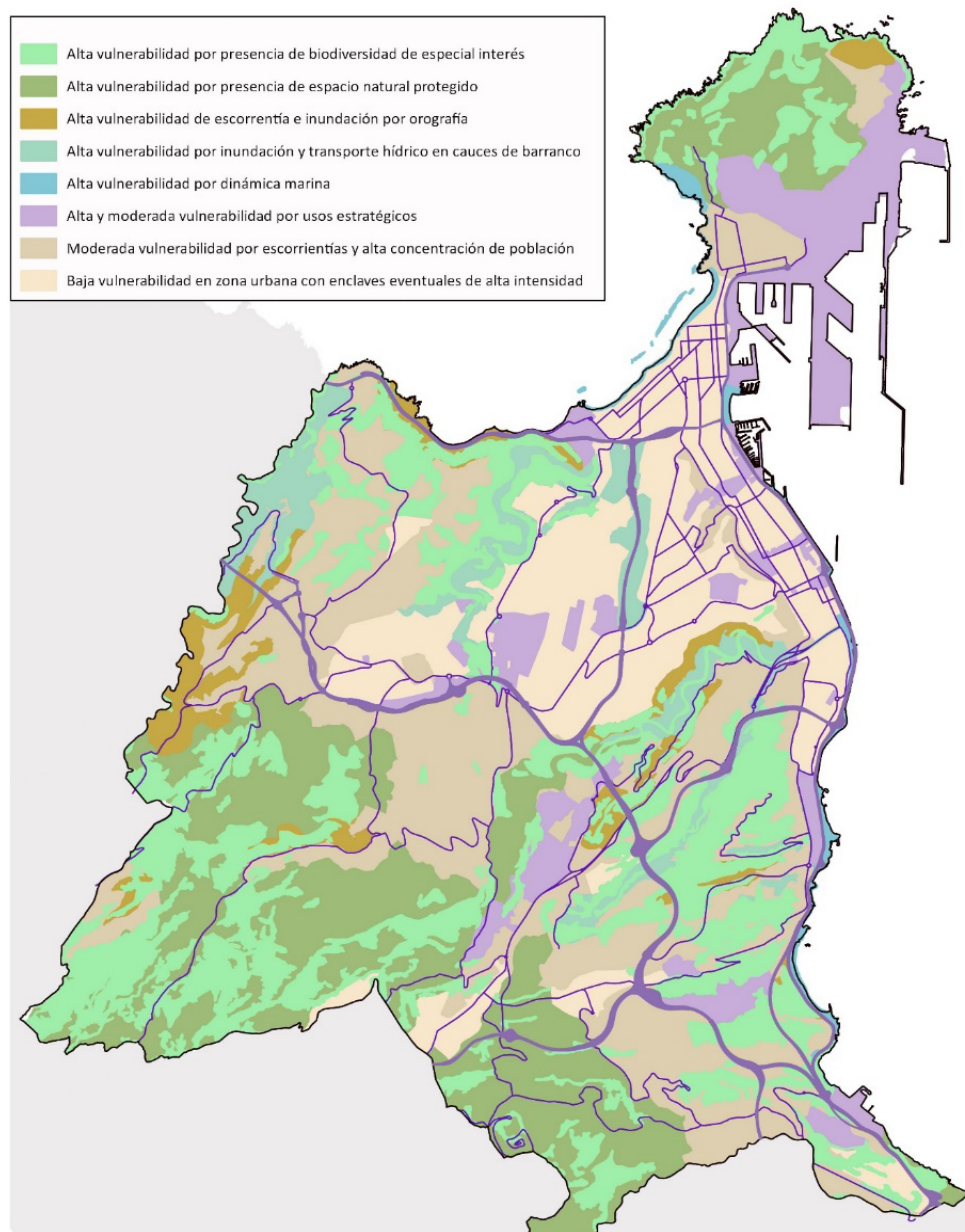 Alta vulnerabilidad por presencia de biodiversidad de especial interés
Alta vulnerabilidad por presencia de espacio natural protegido
Alta vulnerabilidad de escorrentía e inundación por orografía
Alta vulnerabilidad por inundación y transporte hídrico en cauces de barranco
Alta vulnerabilidad por dinámica marina
Alta y moderada vulnerabilidad por usos estratégicos
Moderada vulnerabilidad por escorrientías y alta concentración de población
Baja vulnerabilidad en zona urbana con enclaves eventuales de alta intensidad